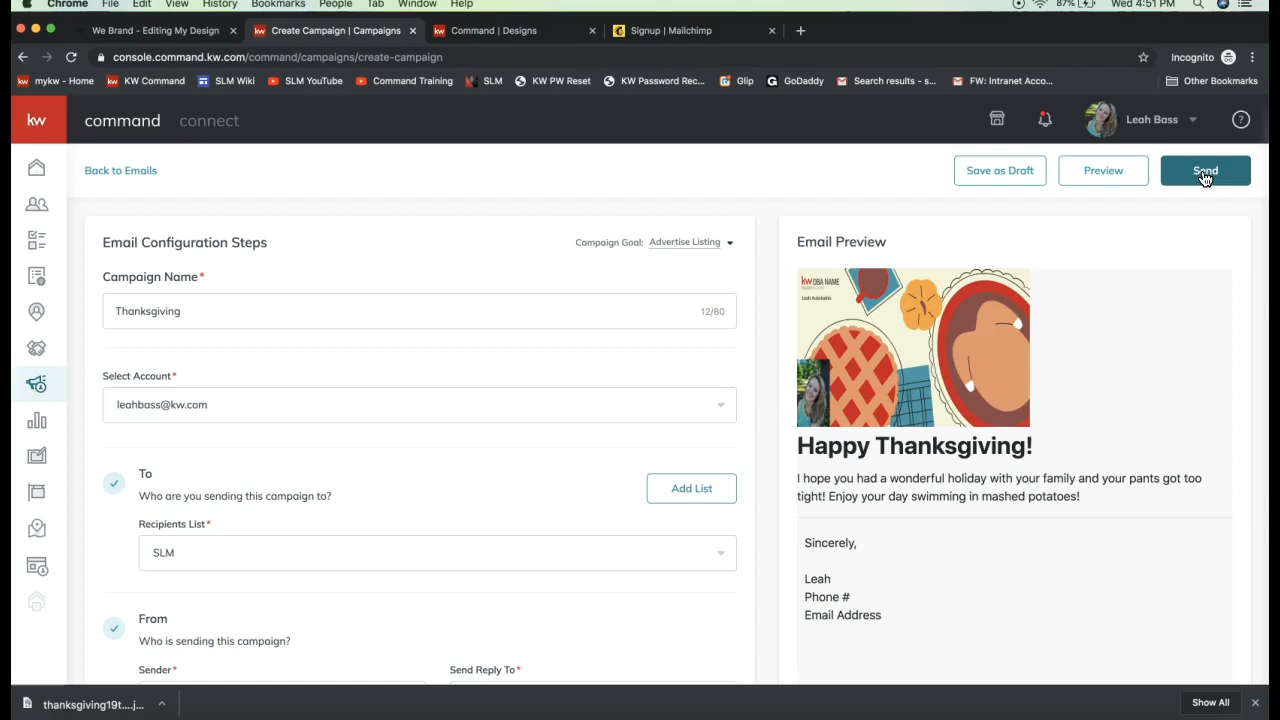 Chrome File Edit View History Bookmarks People Tab Window Help 87% Wed 4:51 PM
We Brand - Editing My Design
Create Campaign | Campaigns
Command | Designs
Signup | Mailchimp
console.command.kw.com/command/campaigns/create-campaign
Incognito
mykw - Home KW Command SLM Wiki SLM YouTube Command Training SLM KW PW Reset KW Password Rec... Glip GoDaddy Search results - s... FW: Intranet Acco... Other Bookmarks
kw command connect Leah Bass ?
Back to Emails
Save as Draft Preview Send
Email Configuration Steps
Campaign Goal: Advertise Listing
Campaign Name*
Thanksgiving 12/80
Select Account*
leahbass@kw.com
To
Who are you sending this campaign to?
Add List
Recipients List*
SLM
From
Who is sending this campaign?
Sender* Send Reply To*
Email Preview
kw DBA NAME
Happy Thanksgiving!
I hope you had a wonderful holiday with your family and your pants got too
tight! Enjoy your day swimming in mashed potatoes!
Sincerely,
Leah
Phone #
Email Address
thanksgiving19t....j...
Show All